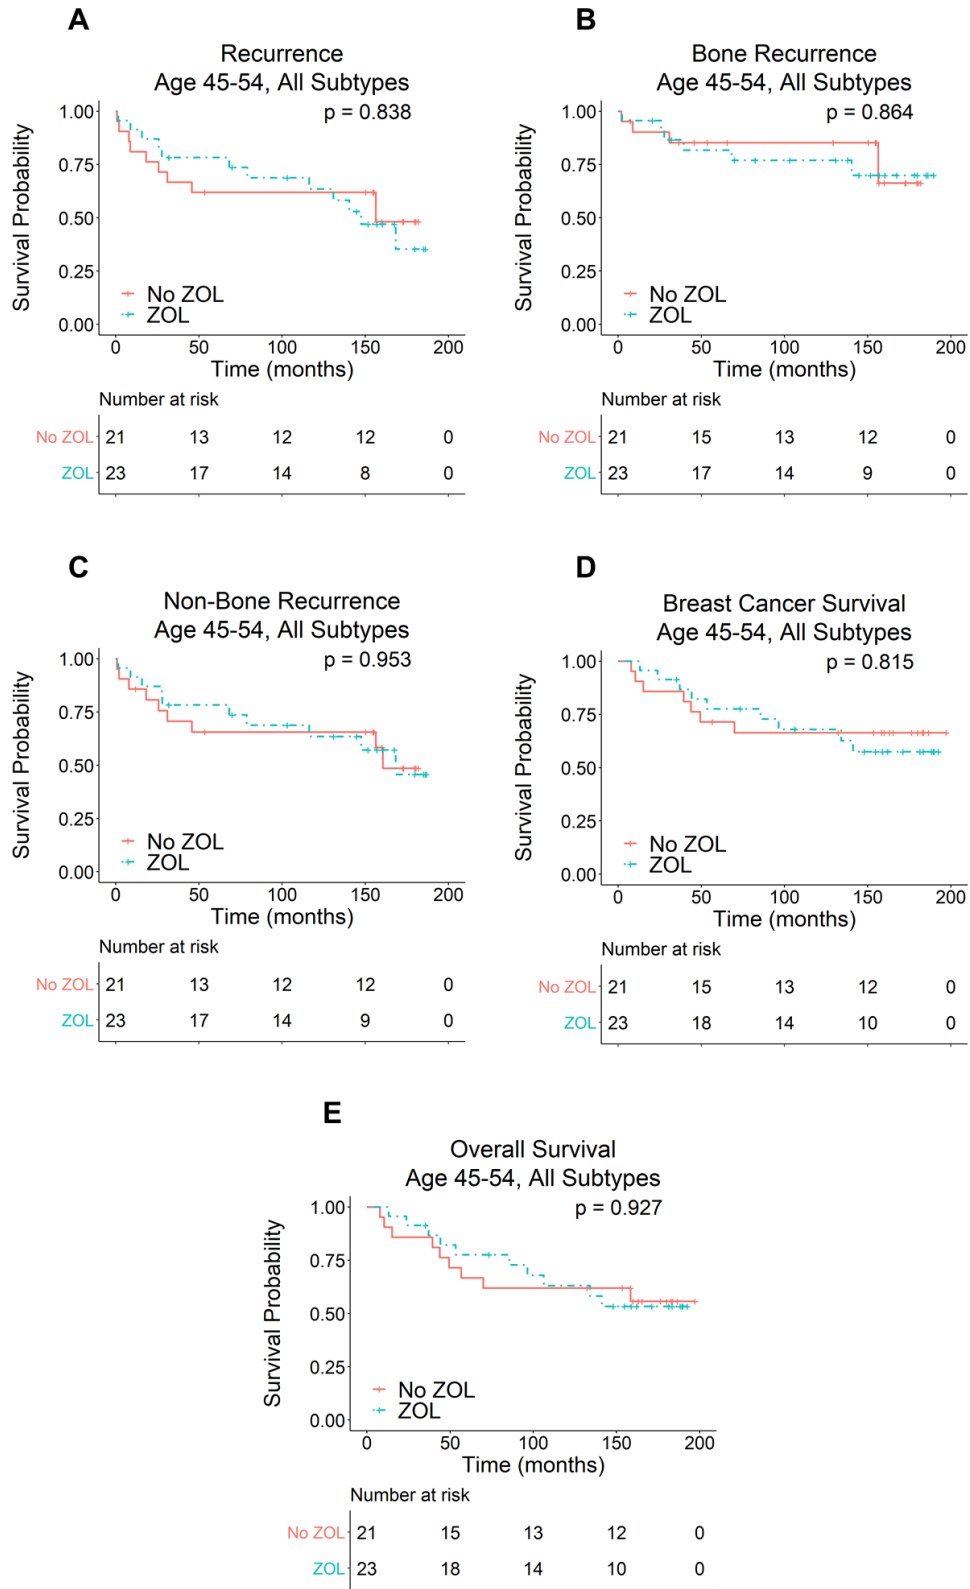 A
Recurrence
Age 45-54, All Subtypes
p = 0.838
Survival Probability
1.00
0.75
0.50
0.25
0.00
No ZOL
ZOL
0 50 100 150 200
Time (months)
Number at risk
No ZOL 21 13 12 12 0
ZOL 23 17 14 8 0
B
Bone Recurrence
Age 45-54, All Subtypes
p = 0.864
Survival Probability
1.00
0.75
0.50
0.25
0.00
No ZOL
ZOL
0 50 100 150 200
Time (months)
Number at risk
No ZOL 21 15 13 12 0
ZOL 23 17 14 9 0
C
Non-Bone Recurrence
Age 45-54, All Subtypes
p = 0.953
Survival Probability
1.00
0.75
0.50
0.25
0.00
No ZOL
ZOL
0 50 100 150 200
Time (months)
Number at risk
No ZOL 21 13 12 12 0
ZOL 23 17 14 9 0
D
Breast Cancer Survival
Age 45-54, All Subtypes
p = 0.815
Survival Probability
1.00
0.75
0.50
0.25
0.00
No ZOL
ZOL
0 50 100 150 200
Time (months)
Number at risk
No ZOL 21 15 13 12 0
ZOL 23 18 14 10 0
E
Overall Survival
Age 45-54, All Subtypes
p = 0.927
Survival Probability
1.00
0.75
0.50
0.25
0.00
No ZOL
ZOL
0 50 100 150 200
Time (months)
Number at risk
No ZOL 21 15 13 12 0
ZOL 23 18 14 10 0